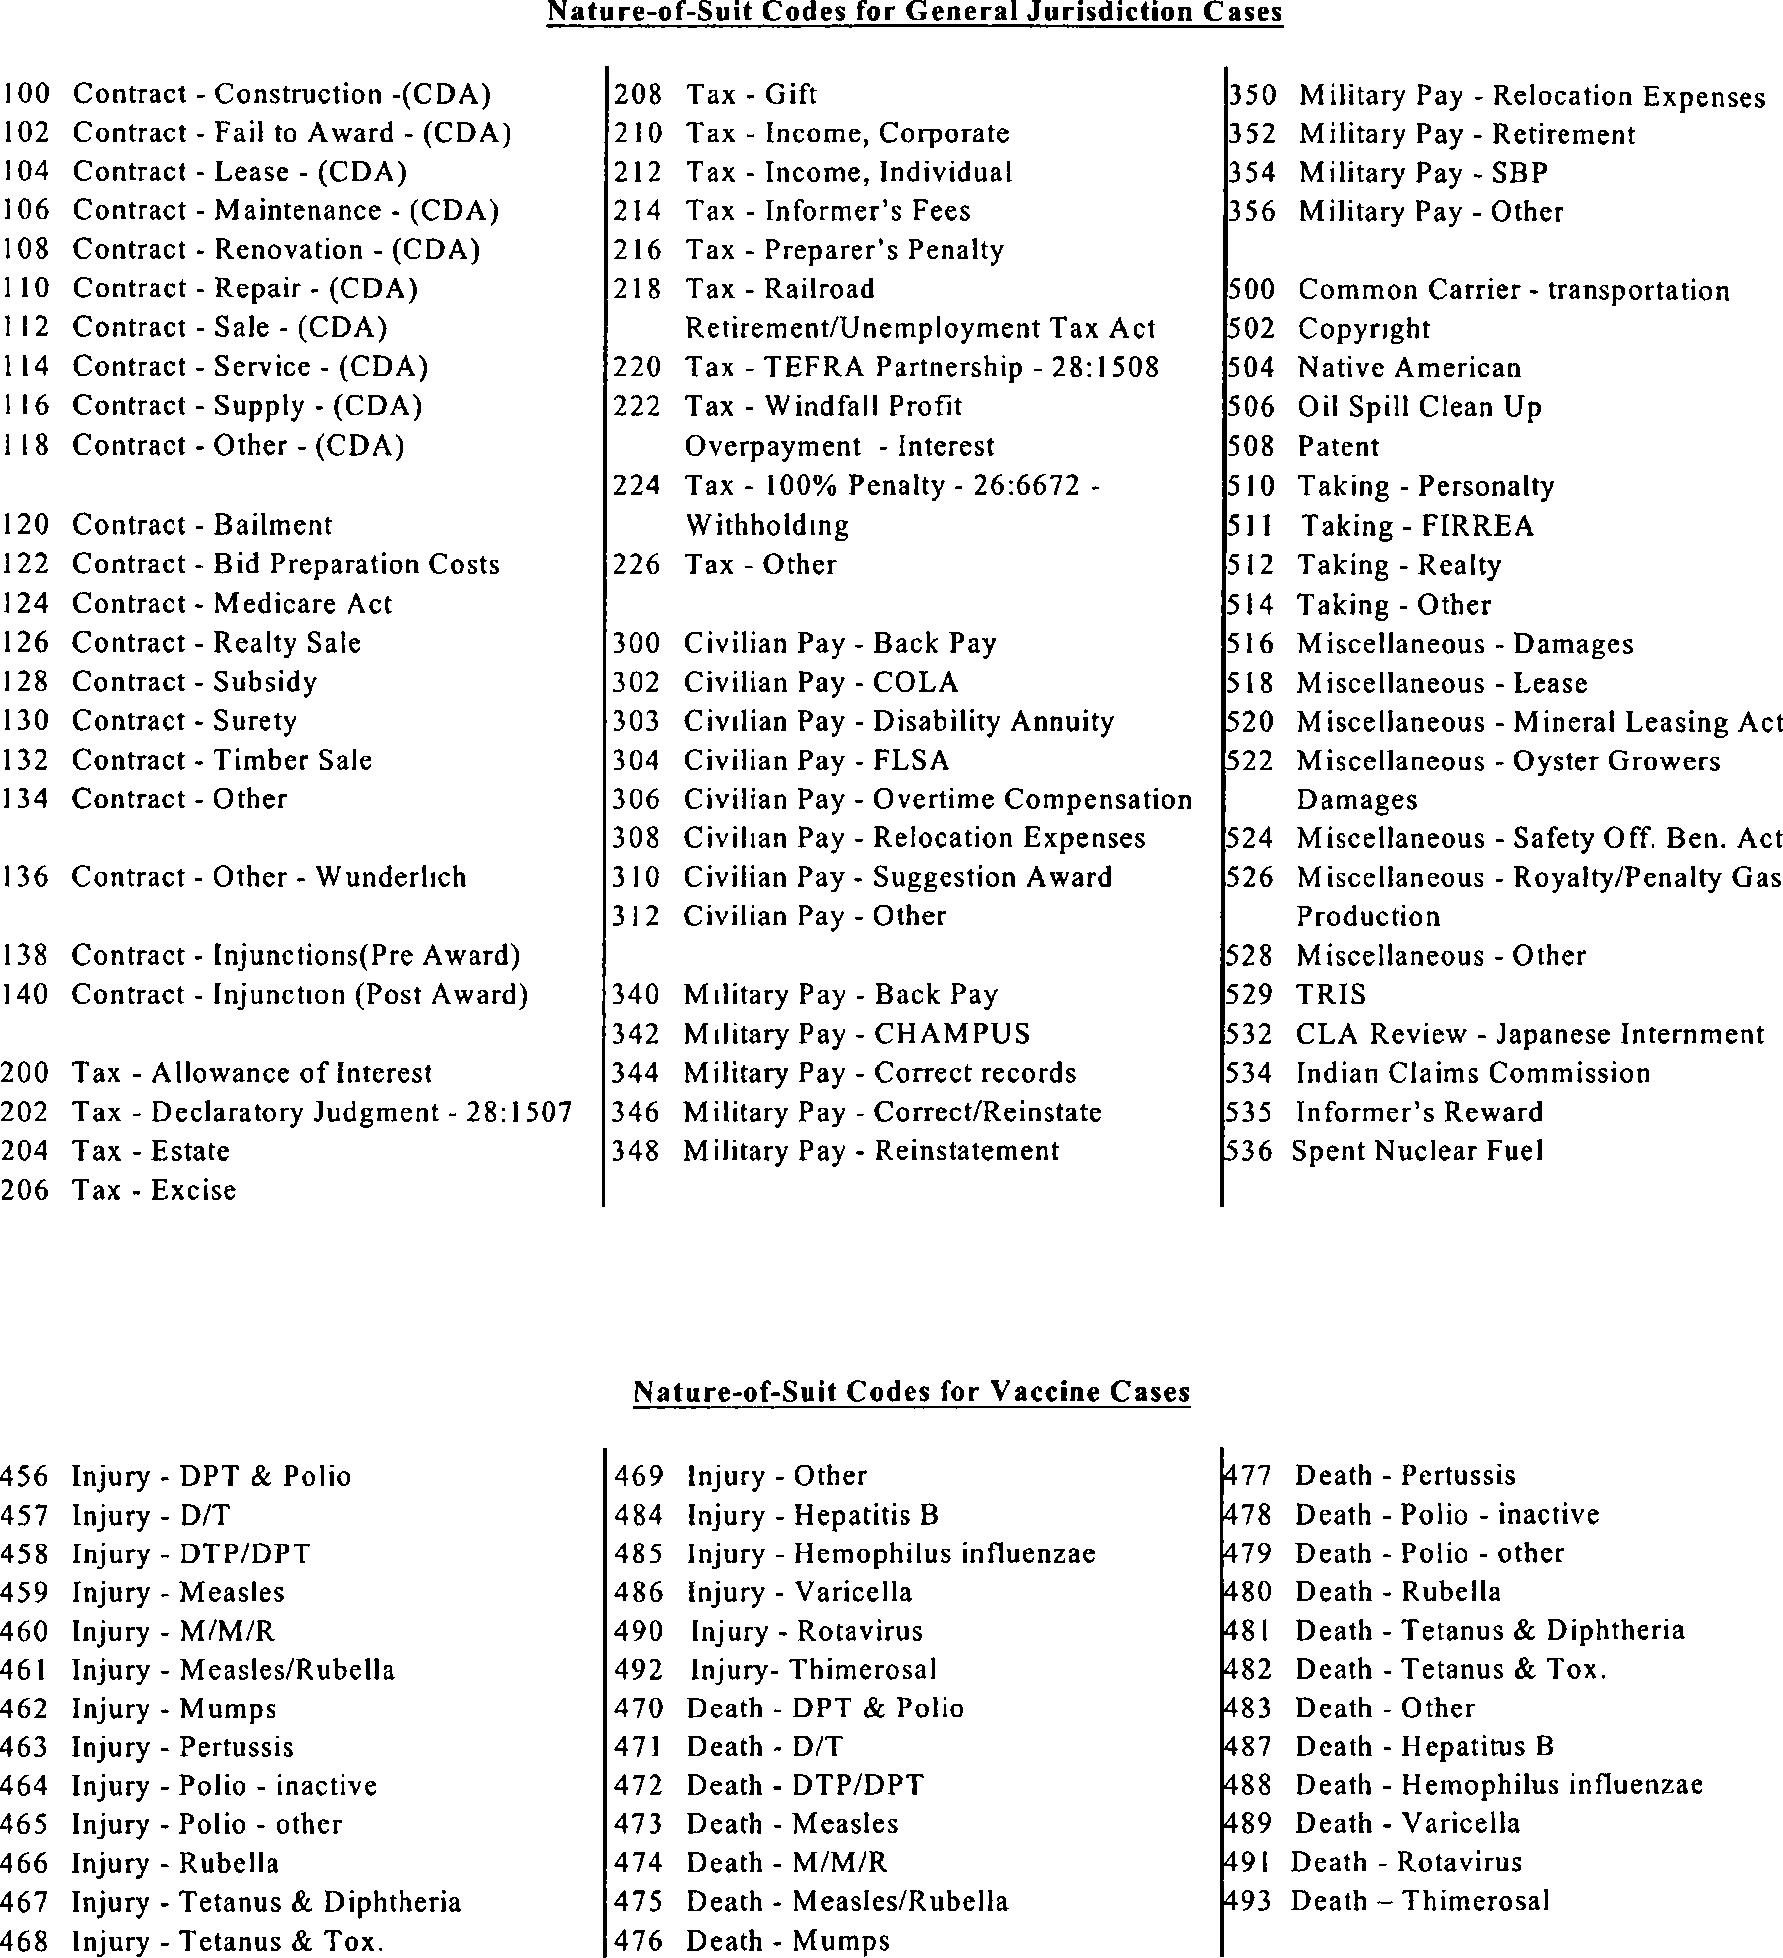 Nature-of-Suit Codes for General Jurisdiction Cases
100 Contract - Construction -(CDA)
102 Contract - Fail to Award - (CDA)
104 Contract - Lease - (CDA)
106 Contract - Maintenance - (CDA)
108 Contract - Renovation - (CDA)
110 Contract - Repair - (CDA)
112 Contract - Sale - (CDA)
114 Contract - Service - (CDA)
116 Contract - Supply - (CDA)
118 Contract - Other - (CDA)
120 Contract - Bailment
122 Contract - Bid Preparation Costs
124 Contract - Medicare Act
126 Contract - Realty Sale
128 Contract - Subsidy
130 Contract - Surety
132 Contract - Timber Sale
134 Contract - Other
136 Contract - Other - Wunderlich
138 Contract - Injunctions(Pre Award)
140 Contract - Injunction (Post Award)
200 Tax - Allowance of Interest
202 Tax - Declaratory Judgment - 28:1507
204 Tax - Estate
206 Tax - Excise
208 Tax - Gift
210 Tax - Income, Corporate
212 Tax - Income, Individual
214 Tax - Informer's Fees
216 Tax - Preparer's Penalty
218 Tax - Railroad
Retirement/Unemployment Tax Act
220 Tax - TEFRA Partnership - 28:1508
222 Tax - Windfall Profit
Overpayment - Interest
224 Tax - 100% Penalty - 26:6672 -
Withholding
226 Tax - Other
300 Civilian Pay - Back Pay
302 Civilian Pay - COLA
303 Civilian Pay - Disability Annuity
304 Civilian Pay - FLSA
306 Civilian Pay - Overtime Compensation
308 Civilian Pay - Relocation Expenses
310 Civilian Pay - Suggestion Award
312 Civilian Pay - Other
340 Military Pay - Back Pay
342 Military Pay - CHAMPUS
344 Military Pay - Correct records
346 Military Pay - Correct/Reinstate
348 Military Pay - Reinstatement
350 Military Pay - Relocation Expenses
352 Military Pay - Retirement
354 Military Pay - SBP
356 Military Pay - Other
500 Common Carrier - transportation
502 Copyright
504 Native American
506 Oil Spill Clean Up
508 Patent
510 Taking - Personalty
511 Taking - FIRREA
512 Taking - Realty
514 Taking - Other
516 Miscellaneous - Damages
518 Miscellaneous - Lease
520 Miscellaneous - Mineral Leasing Act
522 Miscellaneous - Oyster Growers
Damages
524 Miscellaneous - Safety Off. Ben. Act
526 Miscellaneous - Royalty/Penalty Gas
Production
528 Miscellaneous - Other
529 TRIS
532 CLA Review - Japanese Internment
534 Indian Claims Commission
535 Informer's Reward
536 Spent Nuclear Fuel
Nature-of-Suit Codes for Vaccine Cases
456 Injury - DPT & Polio
457 Injury - D/T
458 Injury - DTP/DPT
459 Injury - Measles
460 Injury - M/M/R
461 Injury - Measles/Rubella
462 Injury - Mumps
463 Injury - Pertussis
464 Injury - Polio - inactive
465 Injury - Polio - other
466 Injury - Rubella
467 Injury - Tetanus & Diphtheria
468 Injury - Tetanus & Tox.
469 Injury - Other
484 Injury - Hepatitis B
485 Injury - Hemophilus influenzae
486 Injury - Varicella
490 Injury - Rotavirus
492 Injury- Thimerosal
470 Death - DPT & Polio
471 Death - D/T
472 Death - DTP/DPT
473 Death - Measles
474 Death - M/M/R
475 Death - Measles/Rubella
476 Death - Mumps
477 Death - Pertussis
478 Death - Polio - inactive
479 Death - Polio - other
480 Death - Rubella
481 Death - Tetanus & Diphtheria
482 Death - Tetanus & Tox.
483 Death - Other
487 Death - Hepatitus B
488 Death - Hemophilus influenzae
489 Death - Varicella
491 Death - Rotavirus
493 Death – Thimerosal